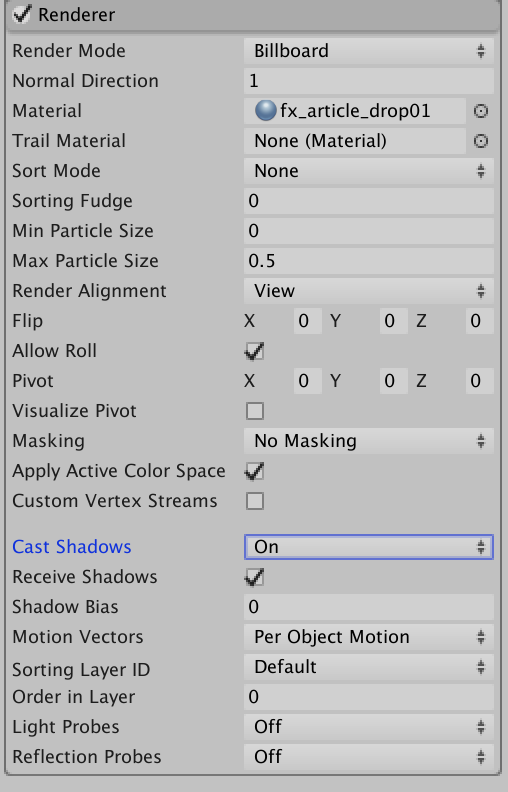 Renderer
Render Mode Billboard
Normal Direction 1
Material fx_article_drop01
Trail Material None (Material)
Sort Mode None
Sorting Fudge 0
Min Particle Size 0
Max Particle Size 0.5
Render Alignment View
Flip X 0 Y 0 Z 0
Allow Roll
Pivot X 0 Y 0 Z 0
Visualize Pivot
Masking No Masking
Apply Active Color Space
Custom Vertex Streams
Cast Shadows On
Receive Shadows
Shadow Bias 0
Motion Vectors Per Object Motion
Sorting Layer ID Default
Order in Layer 0
Light Probes Off
Reflection Probes Off